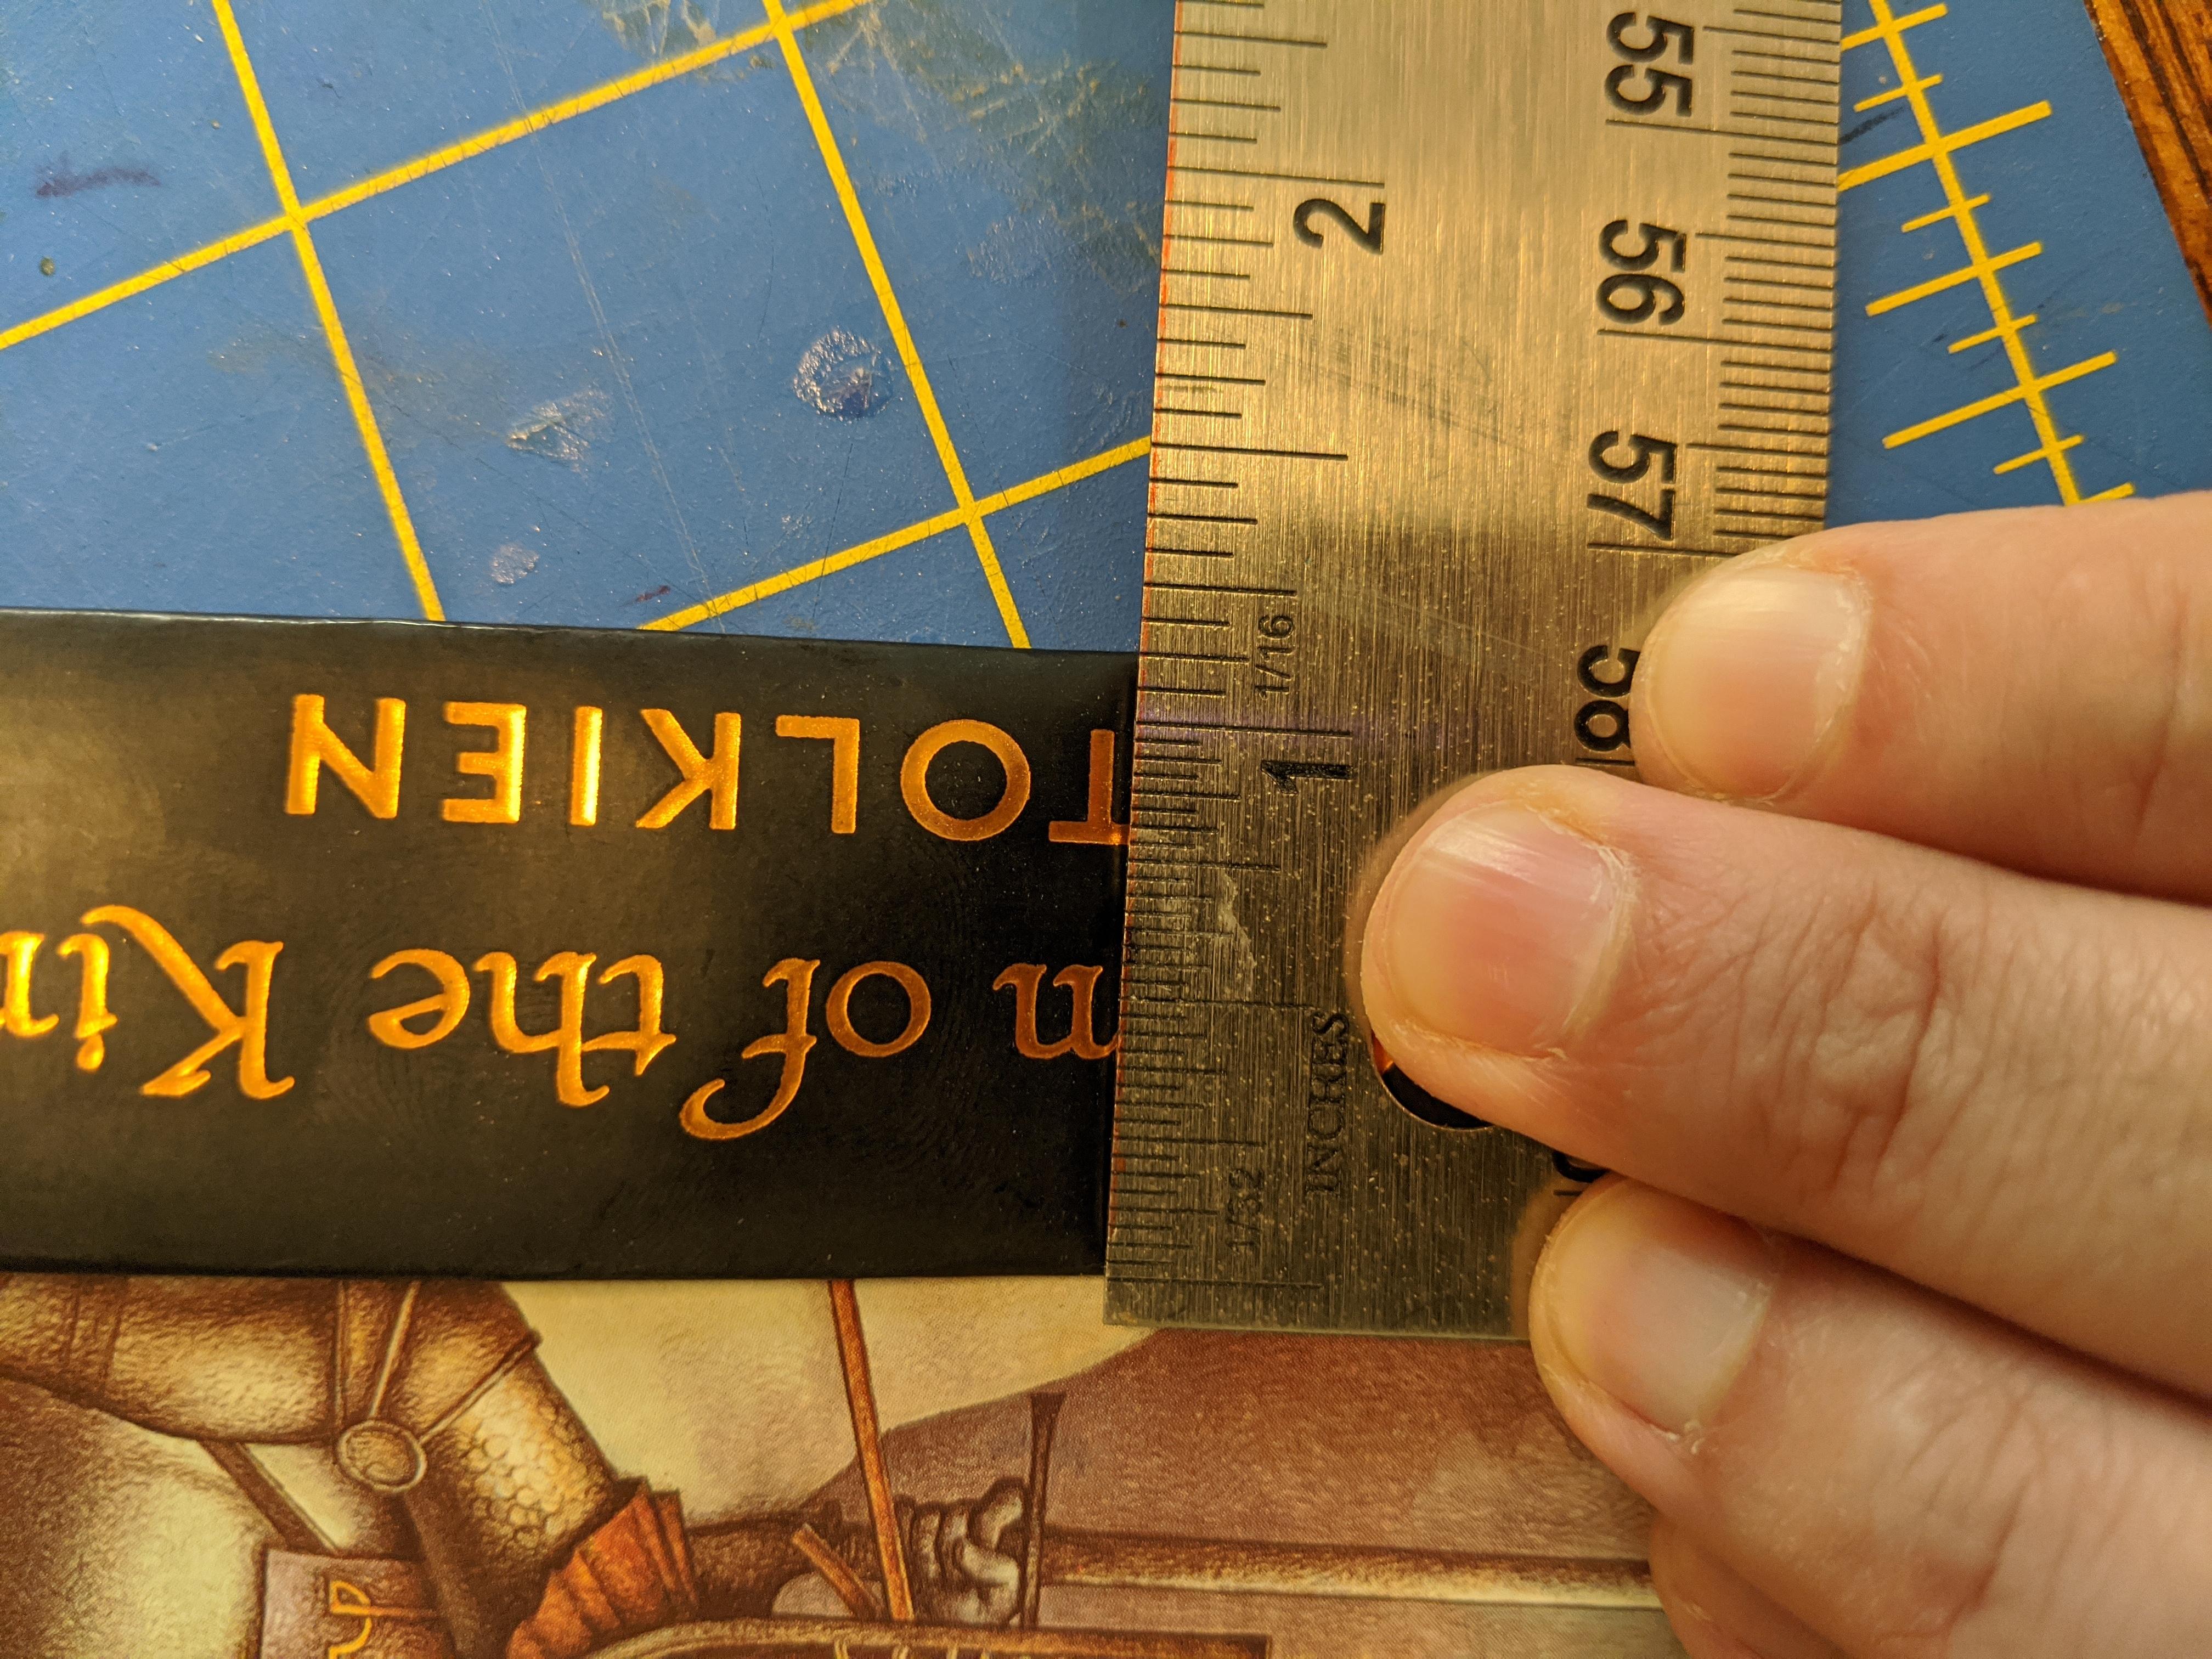 n of the Kin
TOLKIEN
2
1
1/16
1/32
INCHES
55
56
57
58